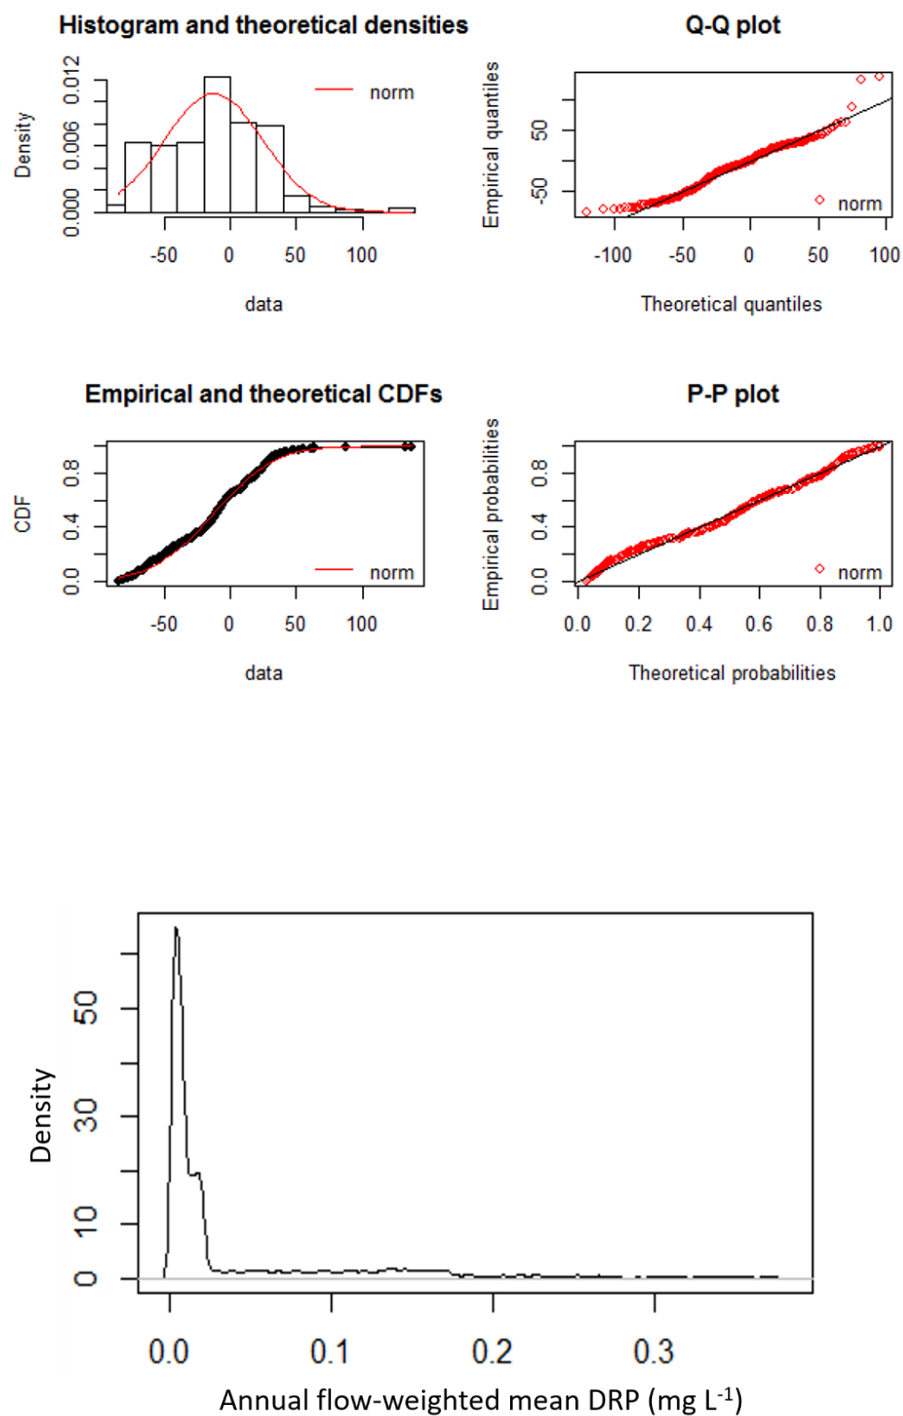 Histogram and theoretical densities
Density
0.000 0.006 0.012
norm
-50 0 50 100
data
Q-Q plot
Empirical quantiles
-50 50
norm
-100 -50 0 50 100
Theoretical quantiles
Empirical and theoretical CDFs
CDF
0.0 0.4 0.8
norm
-50 0 50 100
data
P-P plot
Empirical probabilities
0.0 0.4 0.8
norm
0.0 0.2 0.4 0.6 0.8 1.0
Theoretical probabilities
Density
0 10 30 50
0.0 0.1 0.2 0.3
Annual flow-weighted mean DRP (mg L⁻¹)